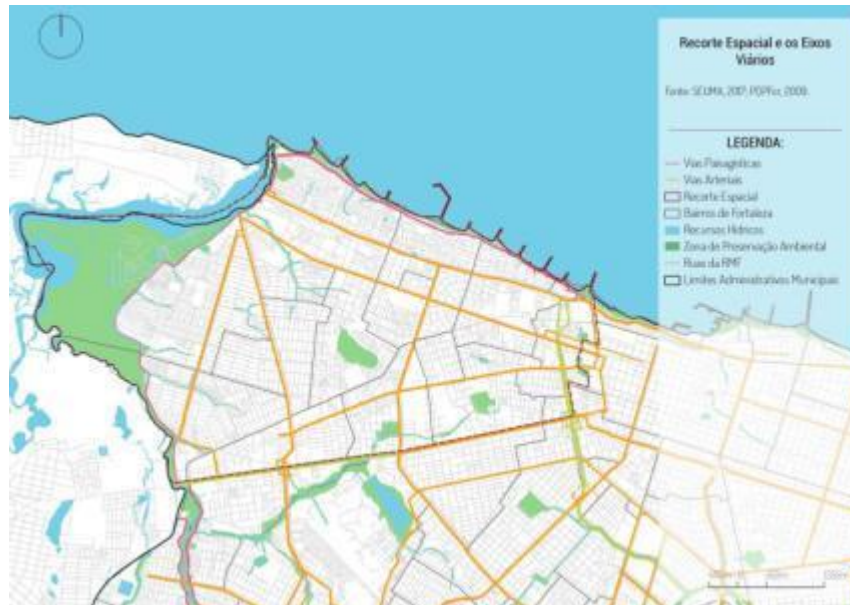 Recorte Espacial e os Eixos
Viários
Fonte: SEUMA, 2017; PDPFor, 2009.
LEGENDA:
Vias Paisagísticas
Vias Arteriais
Recorte Espacial
Bairros de Fortaleza
Recursos Hídricos
Zona de Preservação Ambiental
Ruas da RMF
Limites Administrativos Municipais